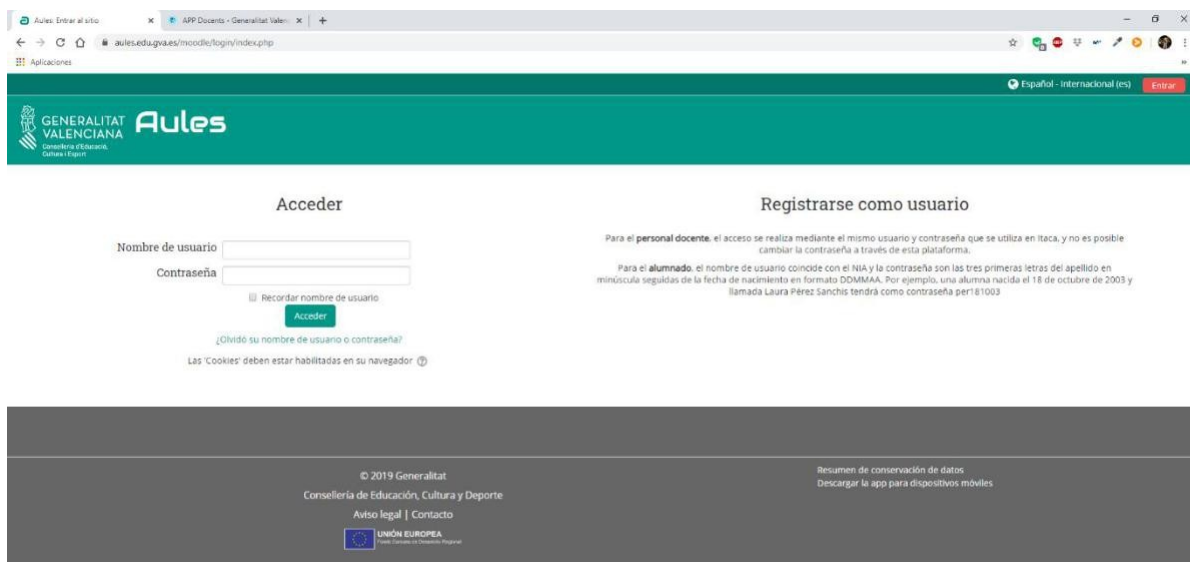 Aules: Entrar al sitio
APP Docents - Generalitat Valen
aules.edu.gva.es/moodle/login/index.php
Aplicaciones
Español - Internacional (es)
Entrar
GENERALITAT
VALENCIANA
Conselleria d'Educació,
Cultura i Esport
Aules
Acceder
Nombre de usuario
Contraseña
Recordar nombre de usuario
Acceder
¿Olvidó su nombre de usuario o contraseña?
Las 'Cookies' deben estar habilitadas en su navegador
Registrarse como usuario
Para el personal docente, el acceso se realiza mediante el mismo usuario y contraseña que se utiliza en Itaca, y no es posible
cambiar la contraseña a través de esta plataforma.
Para el alumnado, el nombre de usuario coincide con el NIA y la contraseña son las tres primeras letras del apellido en
minúscula seguidas de la fecha de nacimiento en formato DDMMAA. Por ejemplo, una alumna nacida el 18 de octubre de 2003 y
llamada Laura Pérez Sanchis tendrá como contraseña per181003
© 2019 Generalitat
Consellería de Educación, Cultura y Deporte
Aviso legal | Contacto
UNIÓN EUROPEA
Resumen de conservación de datos
Descargar la app para dispositivos móviles